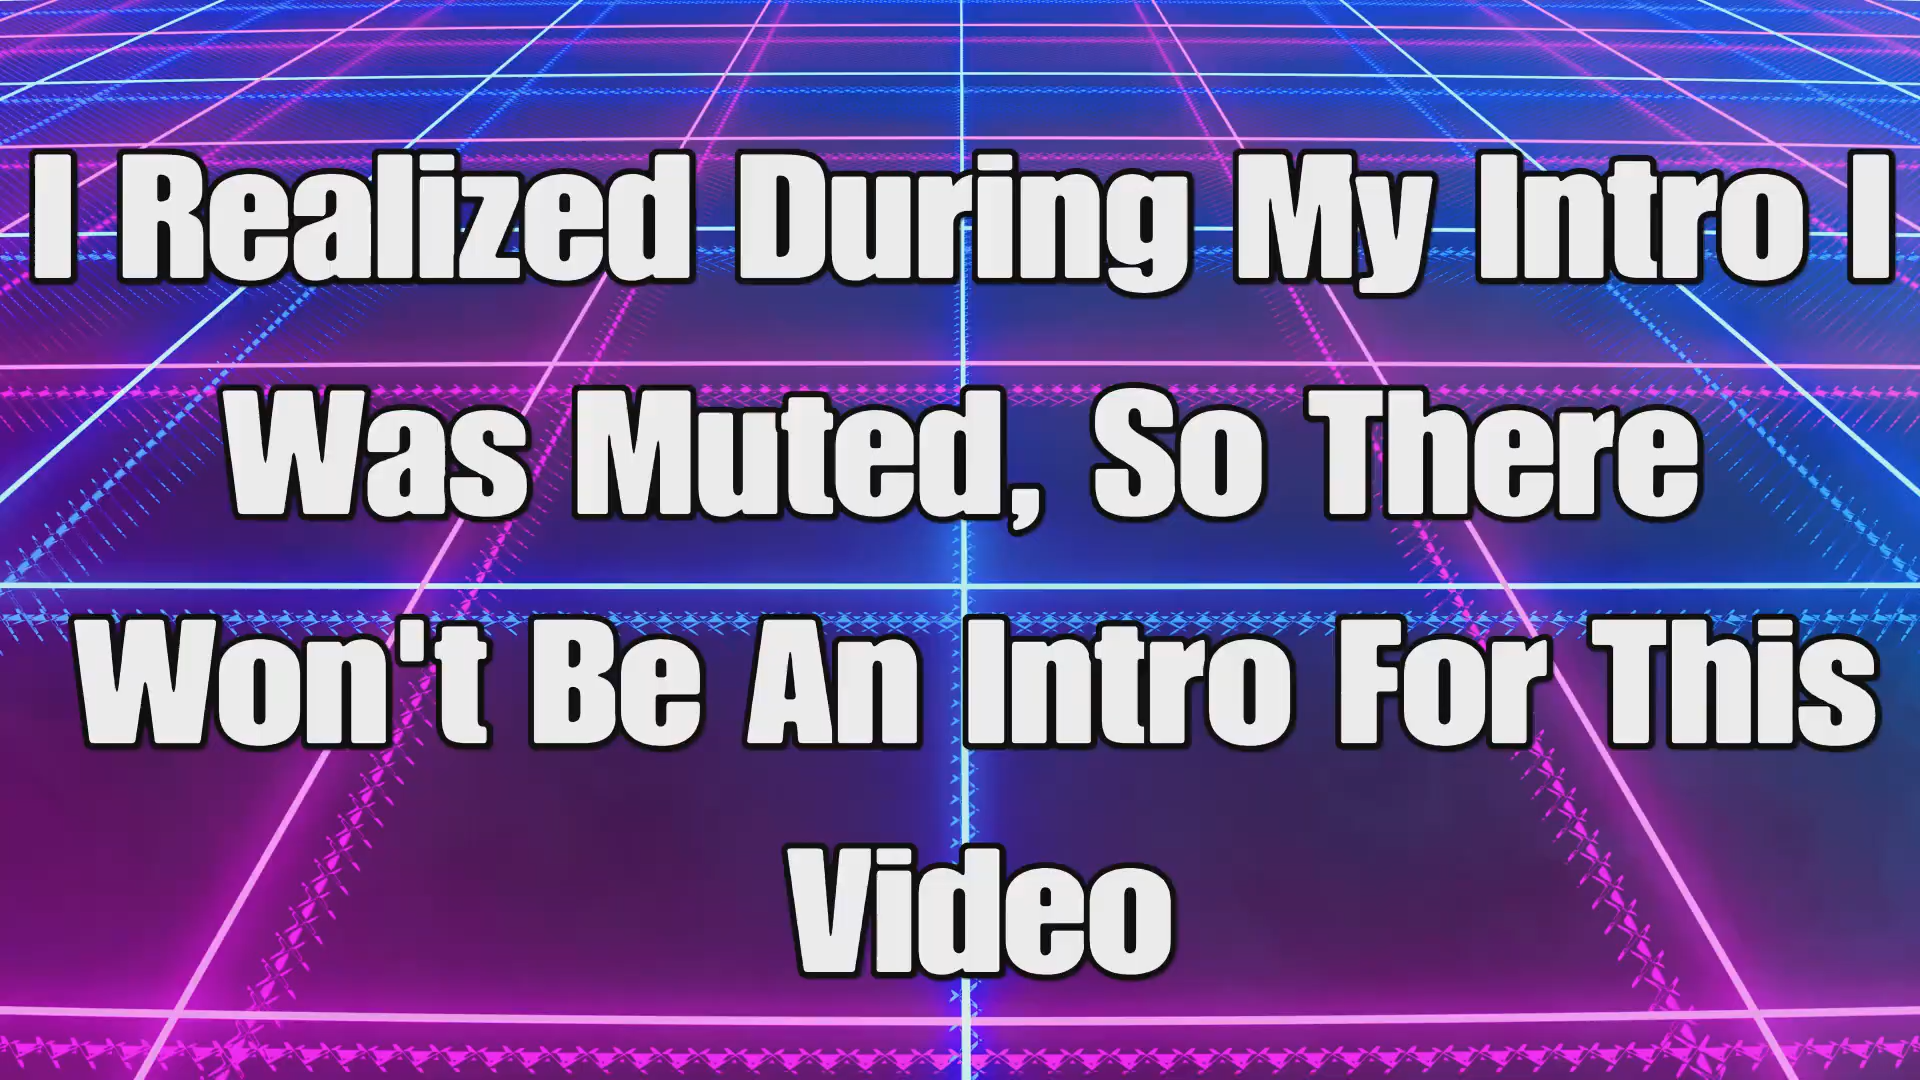 I Realized During My Intro I
Was Muted, So There
Won't Be An Intro For This
Video